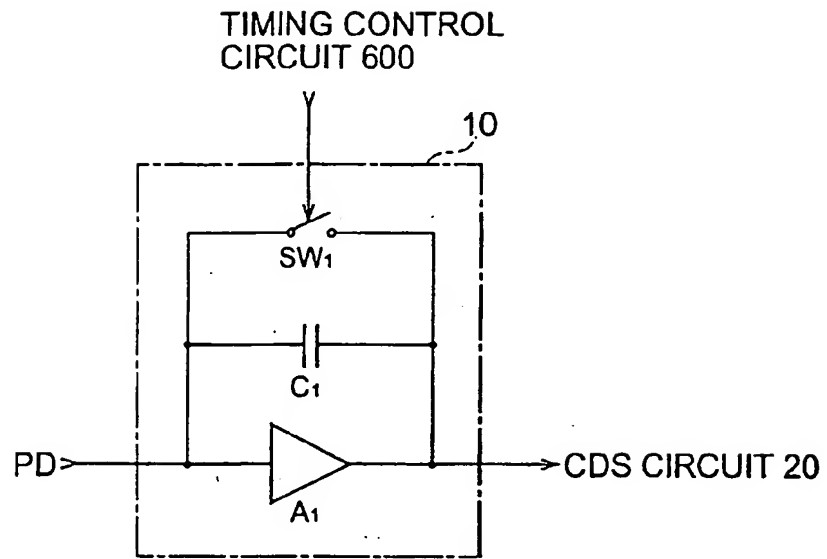 TIMING CONTROL
CIRCUIT 600
10
SW1
C1
PD
A1
CDS CIRCUIT 20